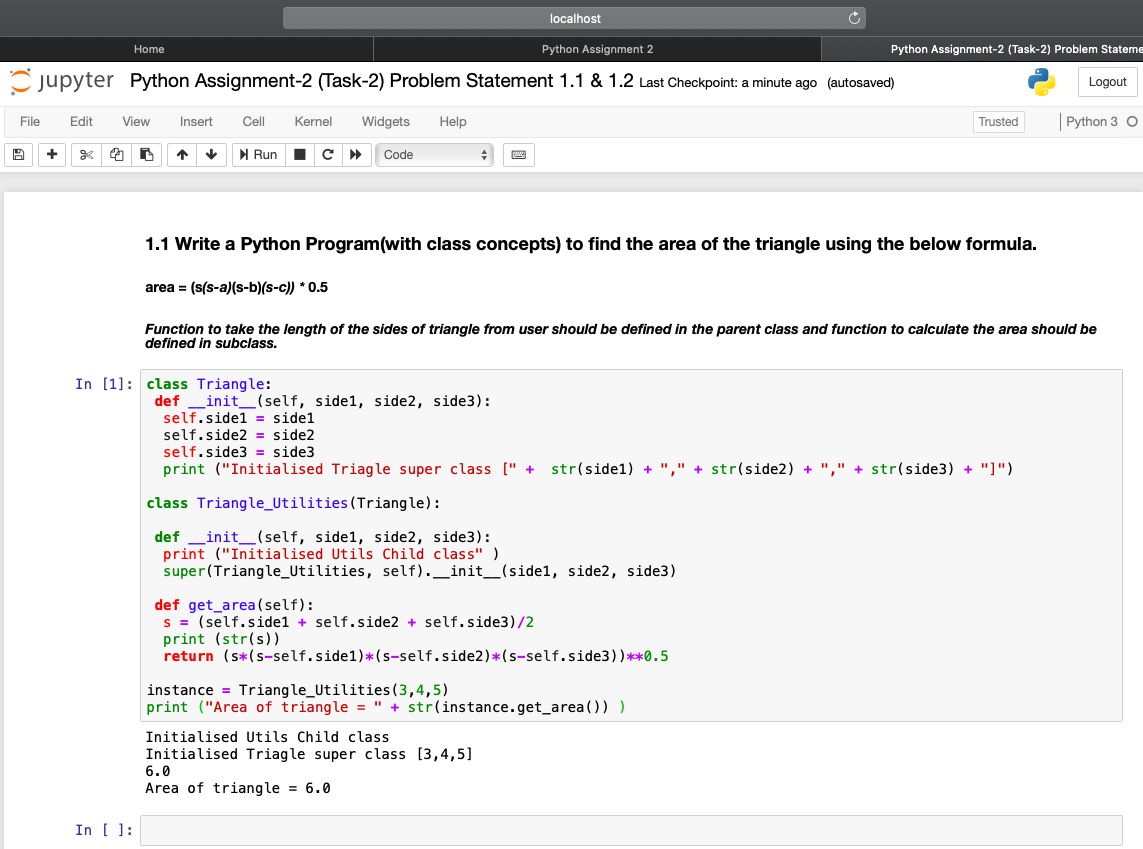 localhost
Home
Python Assignment 2
Python Assignment-2 (Task-2) Problem Stateme
jupyter Python Assignment-2 (Task-2) Problem Statement 1.1 & 1.2 Last Checkpoint: a minute ago (autosaved)
Logout
File Edit View Insert Cell Kernel Widgets Help
Trusted
Python 3
Run
Code
1.1 Write a Python Program(with class concepts) to find the area of the triangle using the below formula.
area = (s(s-a)(s-b)(s-c)) * 0.5
Function to take the length of the sides of triangle from user should be defined in the parent class and function to calculate the area should be
defined in subclass.
In [1]:
class Triangle:
 def __init__(self, side1, side2, side3):
  self.side1 = side1
  self.side2 = side2
  self.side3 = side3
  print ("Initialised Triagle super class [" +  str(side1) + "," + str(side2) + "," + str(side3) + "]")
class Triangle_Utilities(Triangle):
 def __init__(self, side1, side2, side3):
  print ("Initialised Utils Child class" )
  super(Triangle_Utilities, self).__init__(side1, side2, side3)
 def get_area(self):
  s = (self.side1 + self.side2 + self.side3)/2
  print (str(s))
  return (s*(s-self.side1)*(s-self.side2)*(s-self.side3))**0.5
instance = Triangle_Utilities(3,4,5)
print ("Area of triangle = " + str(instance.get_area()) )
Initialised Utils Child class
Initialised Triagle super class [3,4,5]
6.0
Area of triangle = 6.0
In [ ]: